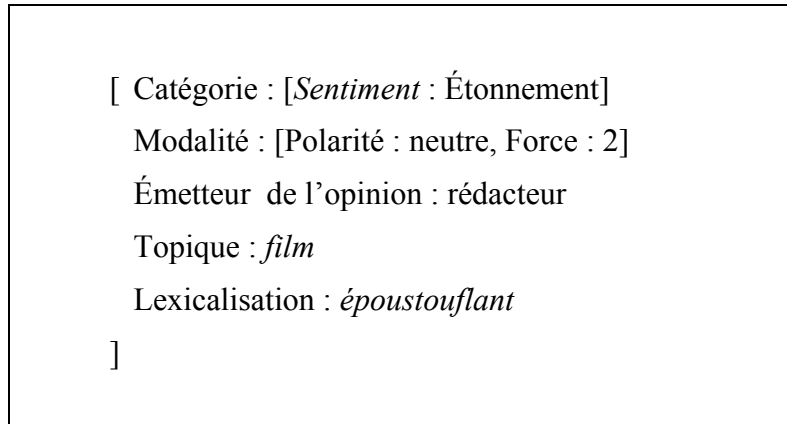 [ Catégorie : [Sentiment : Étonnement]
Modalité : [Polarité : neutre, Force : 2]
Émetteur de l’opinion : rédacteur
Topique : film
Lexicalisation : époustouflant
]